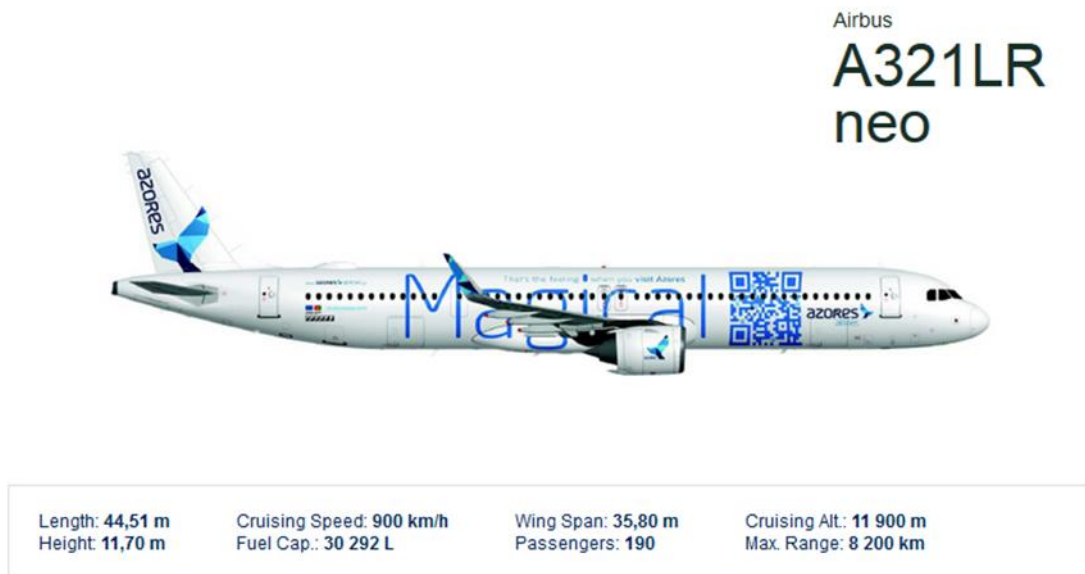 Airbus
A321LR
neo
azores
That's the feeling when you visit Azores
Magical
azores
airlines
Length: 44,51 m
Cruising Speed: 900 km/h
Wing Span: 35,80 m
Cruising Alt.: 11 900 m
Height: 11,70 m
Fuel Cap.: 30 292 L
Passengers: 190
Max. Range: 8 200 km